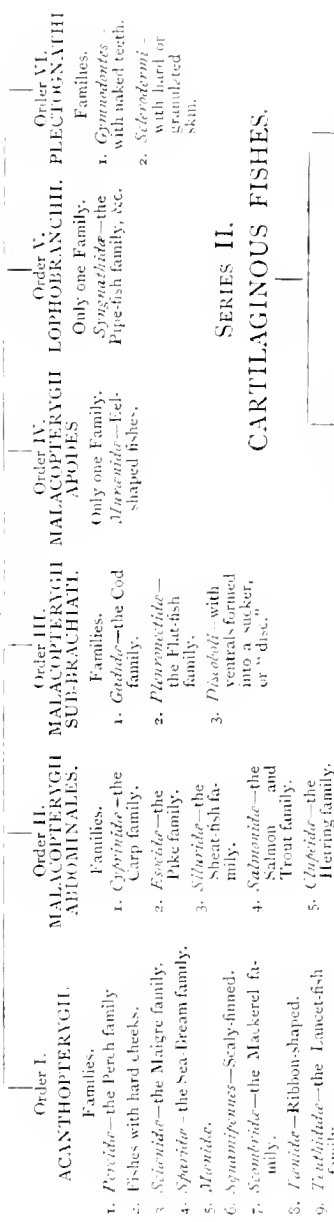 Order I.
ACANTHOPTERYGII.
Families.
1. Percidæ—the Perch family
2. Fishes with hard cheeks.
3. Scienidæ—the Maigre family.
4. Sparidæ—the Sea-Bream family.
5. Mænidæ.
6. Squamipennes—Scaly-finned.
7. Scombridæ—the Mackerel fa-
mily.
8. Tænidæ—Ribbon-shaped.
9. Teuthididæ—the Lancet-fish
Order II.
MALACOPTERYGII
ABDOMINALES.
Families.
1. Cyprinidæ—the
Carp family.
2. Esocidæ—the
Pike family.
3. Siluridæ—the
Sheat-fish fa-
mily.
4. Salmonidæ—the
Salmon and
Trout family.
5. Clupeidæ—the
Herring family.
Order III.
MALACOPTERYGII
SUB-BRACHIATI.
Families.
1. Gadidæ—the Cod
family.
2. Pleuronectidæ—
the Flat-fish
family.
3. Discoboli—with
ventrals formed
into a sucker,
or "disc."
Order IV.
MALACOPTERYGII
APODES
Only one Family.
Murænidæ—Eel-
shaped fishes.
Order V.
LOPHOBRANCHII.
Only one Family.
Syngnathidæ—the
Pipe-fish family, &c.
Order VI.
PLECTOGNATHI
Families.
1. Gymnodontes-
with naked teeth.
2. Sclerodermi-
with hard or
granulated
skin.
SERIES II.
CARTILAGINOUS FISHES.